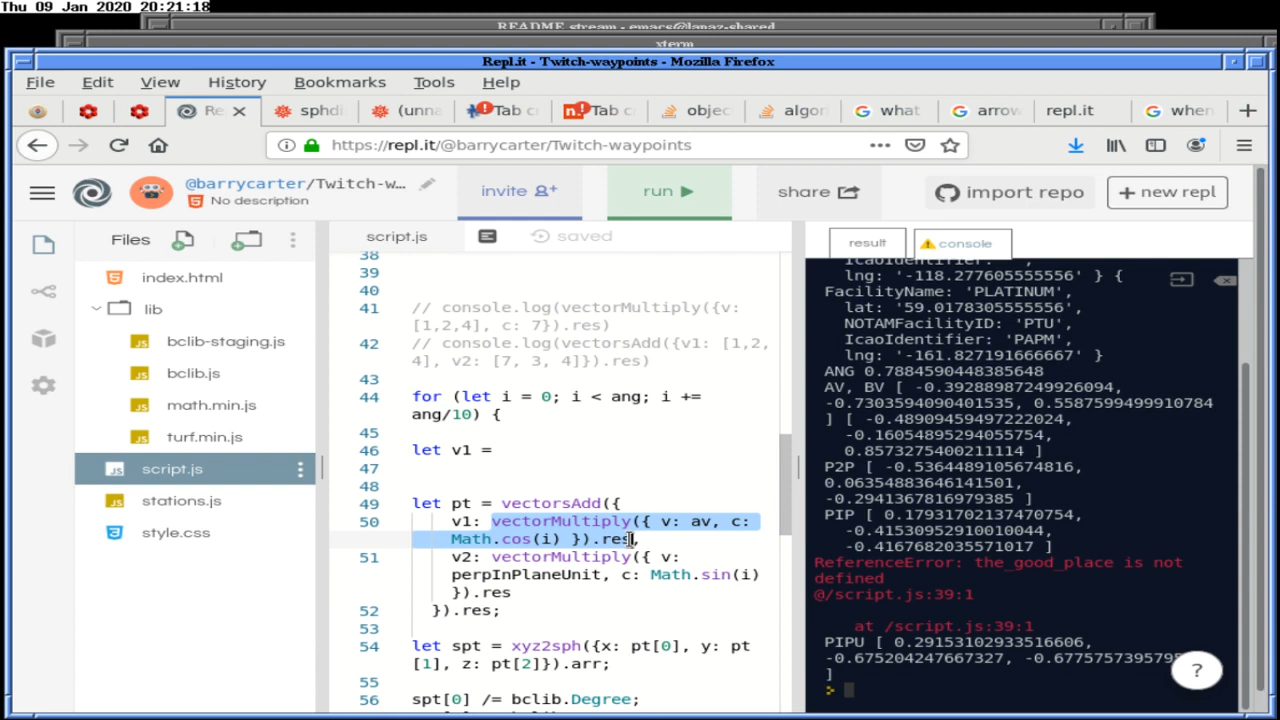 Thu 09 Jan 2020 20:21:18
README stream - emacs@lanaz-shared
xterm
Repl.it - Twitch-waypoints - Mozilla Firefox
File Edit View History Bookmarks Tools Help
Re sphdi (unna Tab c Tab c objec algor what arrow repl.it when
https://repl.it/@barrycarter/Twitch-waypoints
@barrycarter/Twitch-w...
No description
invite
run
share
import repo
+ new repl
Files
index.html
lib
bclib-staging.js
bclib.js
math.min.js
turf.min.js
script.js
stations.js
style.css
script.js
saved
38
39
40
41 // console.log(vectorMultiply({v:
[1,2,4], c: 7}).res)
42 // console.log(vectorsAdd({v1: [1,2,
4], v2: [7, 3, 4]}).res)
43
44 for (let i = 0; i < ang; i +=
ang/10) {
45
46 let v1 =
47
48
49 let pt = vectorsAdd({
50 v1: vectorMultiply({ v: av, c:
Math.cos(i) }).res,
51 v2: vectorMultiply({ v:
perpInPlaneUnit, c: Math.sin(i)
}).res
52 }).res;
53
54 let spt = xyz2sph({x: pt[0], y: pt
[1], z: pt[2]}).arr;
55
56 spt[0] /= bclib.Degree;
result
console
IcaoIdentifier: '',
lng: '-118.277605555556' } {
FacilityName: 'PLATINUM',
lat: '59.0178305555556',
NOTAMFacilityID: 'PTU',
IcaoIdentifier: 'PAPM',
lng: '-161.827191666667' }
ANG 0.7884590448385648
AV, BV [ -0.39288987249926094,
-0.7303594090401535, 0.5587599499910784
] [ -0.48909459497222024,
-0.16054895294055754,
0.8573275400211114 ]
P2P [ -0.5364489105674816,
0.06354883646141501,
-0.2941367816979385 ]
PIP [ 0.17931702137470754,
-0.41530952910010044,
-0.4167682035571017 ]
ReferenceError: the_good_place is not
defined
@/script.js:39:1
at /script.js:39:1
PIPU [ 0.29153102933516606,
-0.675204247667327, -0.6775757395795
]
>
?